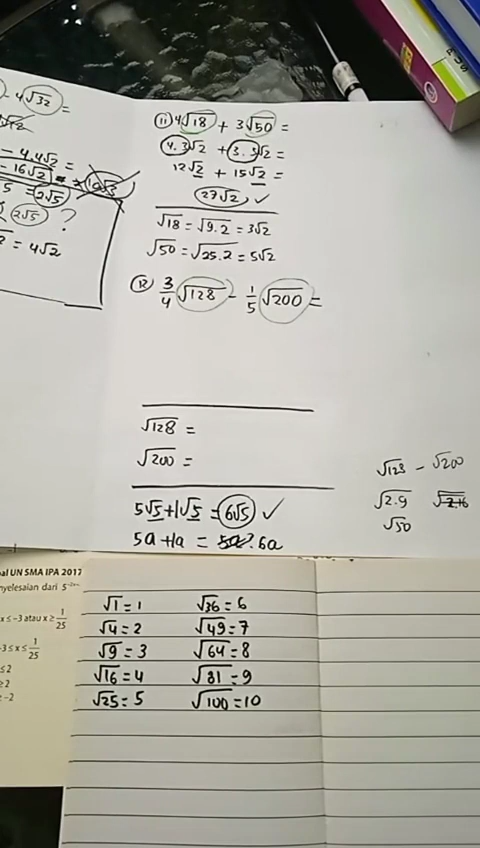 - 4√32 =
- 4.4√2 =
- 16√2 =
5 = 2√5
2√5 ?
= 4√2
11) 4√18 + 3√50 =
4.3√2 + 3.5√2 =
12√2 + 15√2 =
27√2 ✓
√18 = √9.2 = 3√2
√50 = √25.2 = 5√2
12) 3/4 √128 - 1/5 √200 =
√128 =
√200 =
5√5 + 1√5 = 6√5 ✓
5a + 1a = 6a
√128 - √200
√2.9
√50
al UN SMA IPA 2017
nyelesaian dari 5
x ≤ -3 atau x ≥ 1/25
-3 ≤ x ≤ 1/25
≤ 2
≥ 2
≥ -2
√1 = 1 √36 = 6
√4 = 2 √49 = 7
√9 = 3 √64 = 8
√16 = 4 √81 = 9
√25 = 5 √100 = 10